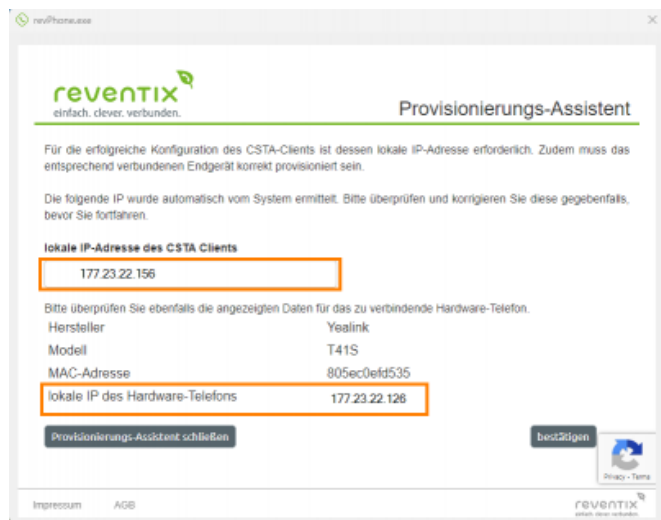 revPhone.exe
reventix
einfach. clever. verbunden.
Provisionierungs-Assistent
Für die erfolgreiche Konfiguration des CSTA-Clients ist dessen lokale IP-Adresse erforderlich. Zudem muss das
entsprechend verbundenen Endgerät korrekt provisioniert sein.
Die folgende IP wurde automatisch vom System ermittelt. Bitte überprüfen und korrigieren Sie diese gegebenfalls,
bevor Sie fortfahren.
lokale IP-Adresse des CSTA Clients
177.23.22.156
Bitte überprüfen Sie ebenfalls die angezeigten Daten für das zu verbindende Hardware-Telefon.
Hersteller Yealink
Modell T41S
MAC-Adresse 805ec0efd535
lokale IP des Hardware-Telefons 177.23.22.126
Provisionierungs-Assistent schließen bestätigen
Privacy - Terms
Impressum AGB reventix
einfach. clever. verbunden.